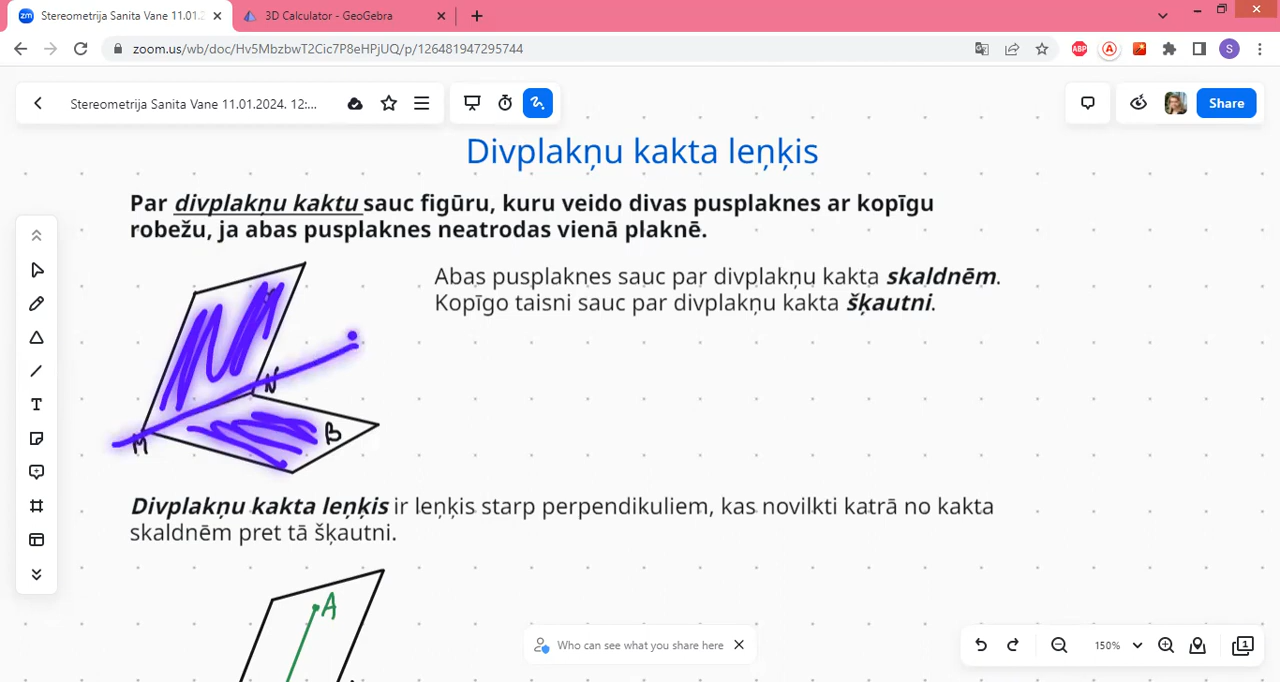 Stereometrija Sanita Vane 11.01.2
3D Calculator - GeoGebra
zoom.us/wb/doc/Hv5MbzbwT2Cic7P8eHPjUQ/p/126481947295744
ABP
A
S
Stereometrija Sanita Vane 11.01.2024. 12:...
Share
Divplakņu kakta leņķis
Par divplakņu kaktu sauc figūru, kuru veido divas pusplaknes ar kopīgu
robežu, ja abas pusplaknes neatrodas vienā plaknē.
Abas pusplaknes sauc par divplakņu kakta skaldnēm.
Kopīgo taisni sauc par divplakņu kakta šķautni.
N
M
B
Divplakņu kakta leņķis ir leņķis starp perpendikuliem, kas novilkti katrā no kakta
skaldnēm pret tā šķautni.
A
Who can see what you share here
150%
1